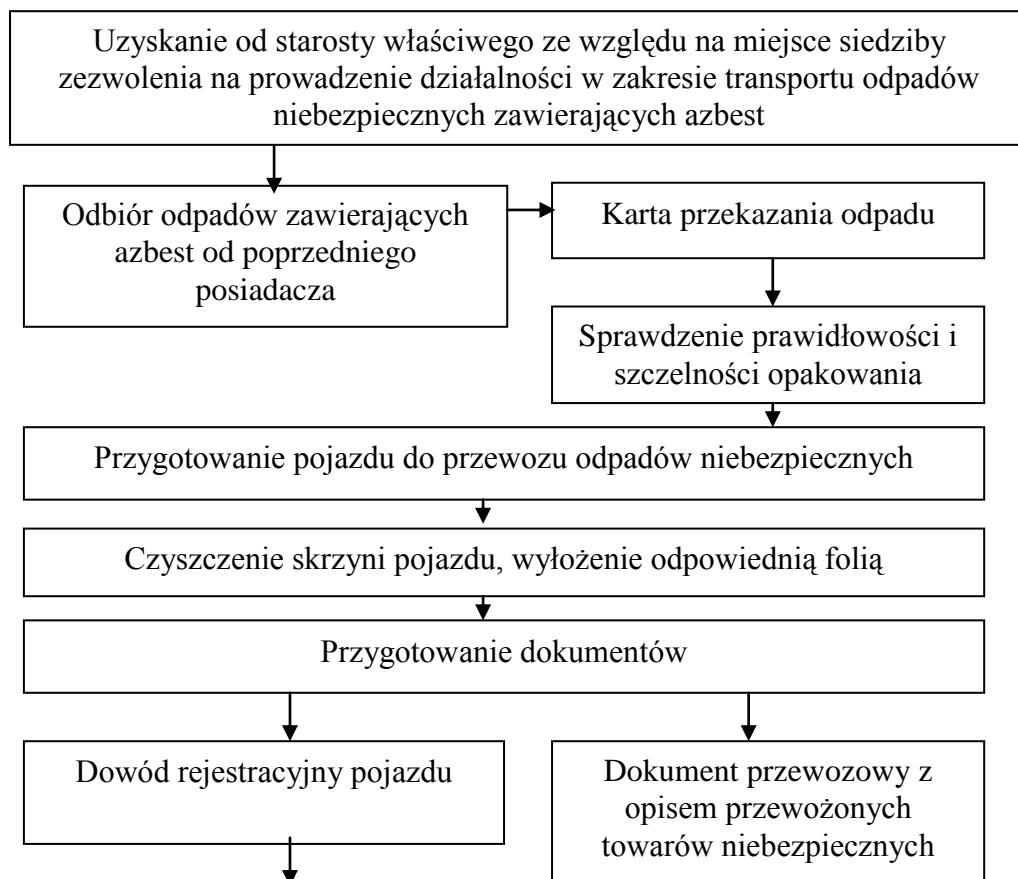 Uzyskanie od starosty właściwego ze względu na miejsce siedziby
zezwolenia na prowadzenie działalności w zakresie transportu odpadów
niebezpiecznych zawierających azbest
Odbiór odpadów zawierających
azbest od poprzedniego
posiadacza
Karta przekazania odpadu
Sprawdzenie prawidłowości i
szczelności opakowania
Przygotowanie pojazdu do przewozu odpadów niebezpiecznych
Czyszczenie skrzyni pojazdu, wyłożenie odpowiednią folią
Przygotowanie dokumentów
Dowód rejestracyjny pojazdu
Dokument przewozowy z
opisem przewożonych
towarów niebezpiecznych